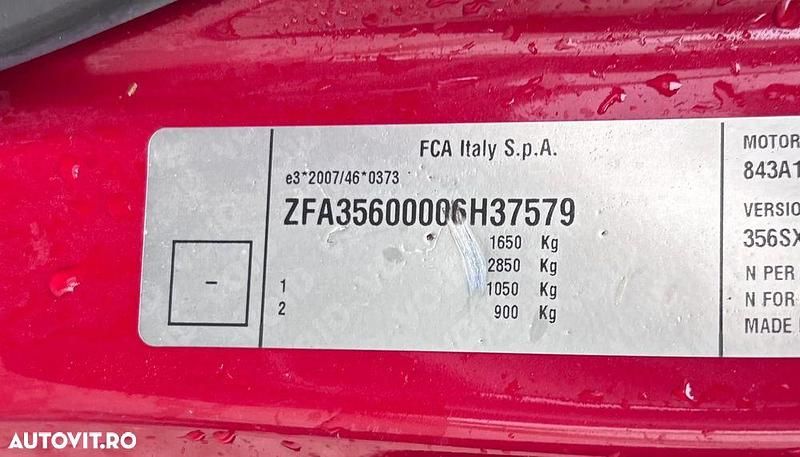 FCA Italy S.p.A.
e3*2007/46*0373
ZFA35600006H37579
1650 Kg
2850 Kg
1 1050 Kg
2 900 Kg
-
MOTOR
843A1
VERSIO
356SX
N PER
N FOR
MADE
AUTOVIT.RO